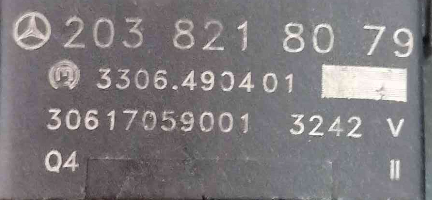 203 821 80 79
3306.490401
30617059001 3242 V
Q4 II